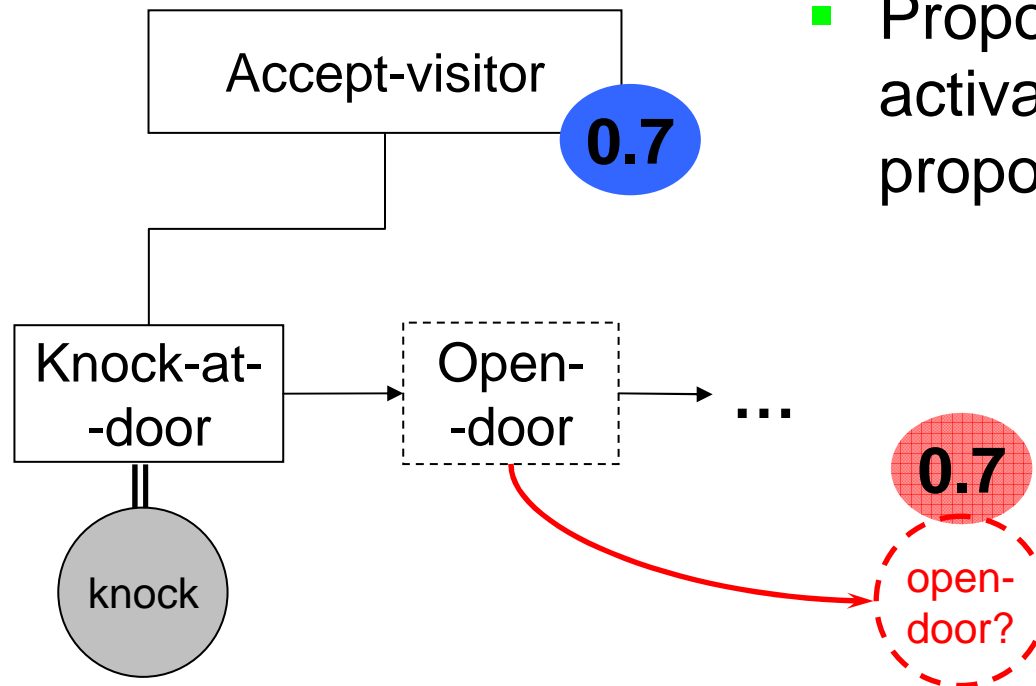 Accept-visitor
0.7
Knock-at-
-door
Open-
-door
...
knock
0.7
open-
door?